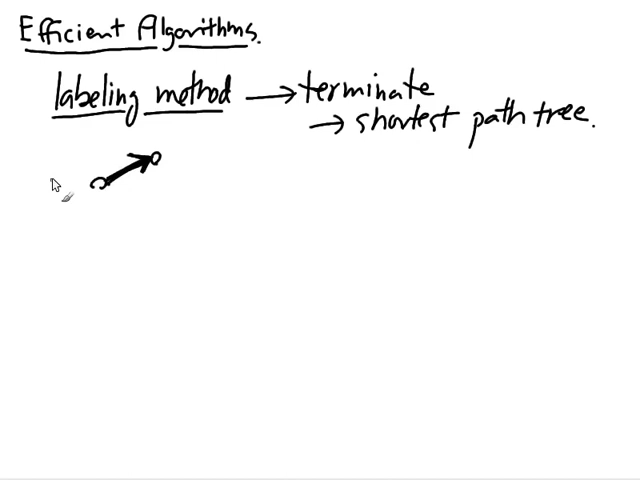 Efficient Algorithms.
labeling method → terminate
→ shortest path tree.